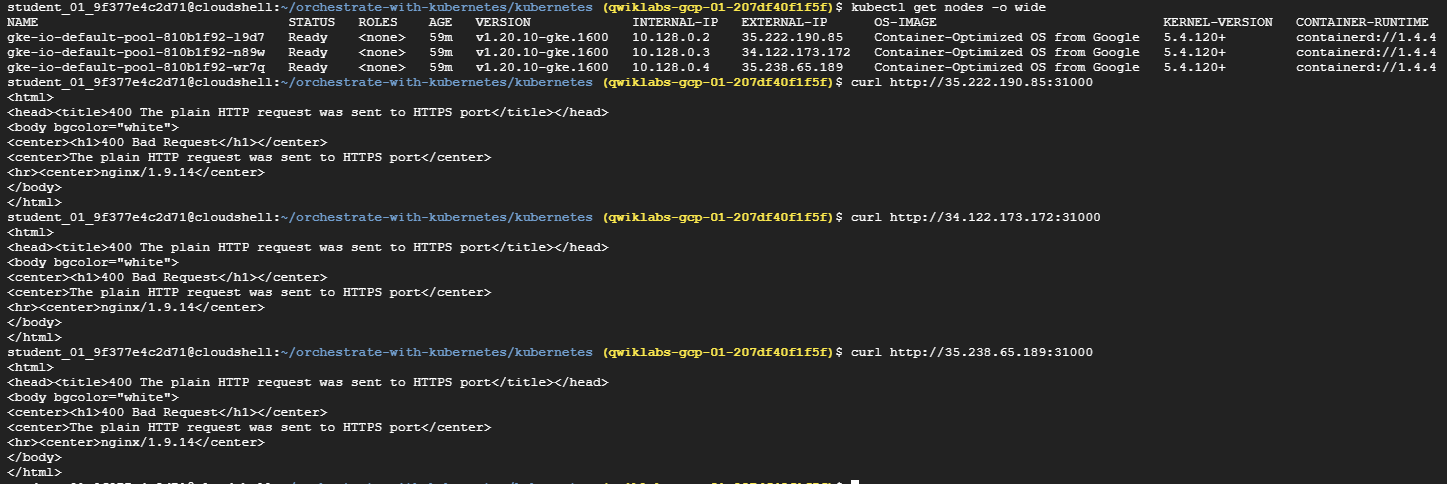 student_01_9f377e4c2d71@cloudshell:~/orchestrate-with-kubernetes/kubernetes (qwiklabs-gcp-01-207df40f1f5f)$ kubectl get nodes -o wide
NAME STATUS ROLES AGE VERSION INTERNAL-IP EXTERNAL-IP OS-IMAGE KERNEL-VERSION CONTAINER-RUNTIME
gke-io-default-pool-810b1f92-l9d7 Ready <none> 59m v1.20.10-gke.1600 10.128.0.2 35.222.190.85 Container-Optimized OS from Google 5.4.120+ containerd://1.4.4
gke-io-default-pool-810b1f92-n89w Ready <none> 59m v1.20.10-gke.1600 10.128.0.3 34.122.173.172 Container-Optimized OS from Google 5.4.120+ containerd://1.4.4
gke-io-default-pool-810b1f92-wr7q Ready <none> 59m v1.20.10-gke.1600 10.128.0.4 35.238.65.189 Container-Optimized OS from Google 5.4.120+ containerd://1.4.4
student_01_9f377e4c2d71@cloudshell:~/orchestrate-with-kubernetes/kubernetes (qwiklabs-gcp-01-207df40f1f5f)$ curl http://35.222.190.85:31000
<html>
<head><title>400 The plain HTTP request was sent to HTTPS port</title></head>
<body bgcolor="white">
<center><h1>400 Bad Request</h1></center>
<center>The plain HTTP request was sent to HTTPS port</center>
<hr><center>nginx/1.9.14</center>
</body>
</html>
student_01_9f377e4c2d71@cloudshell:~/orchestrate-with-kubernetes/kubernetes (qwiklabs-gcp-01-207df40f1f5f)$ curl http://34.122.173.172:31000
<html>
<head><title>400 The plain HTTP request was sent to HTTPS port</title></head>
<body bgcolor="white">
<center><h1>400 Bad Request</h1></center>
<center>The plain HTTP request was sent to HTTPS port</center>
<hr><center>nginx/1.9.14</center>
</body>
</html>
student_01_9f377e4c2d71@cloudshell:~/orchestrate-with-kubernetes/kubernetes (qwiklabs-gcp-01-207df40f1f5f)$ curl http://35.238.65.189:31000
<html>
<head><title>400 The plain HTTP request was sent to HTTPS port</title></head>
<body bgcolor="white">
<center><h1>400 Bad Request</h1></center>
<center>The plain HTTP request was sent to HTTPS port</center>
<hr><center>nginx/1.9.14</center>
</body>
</html>